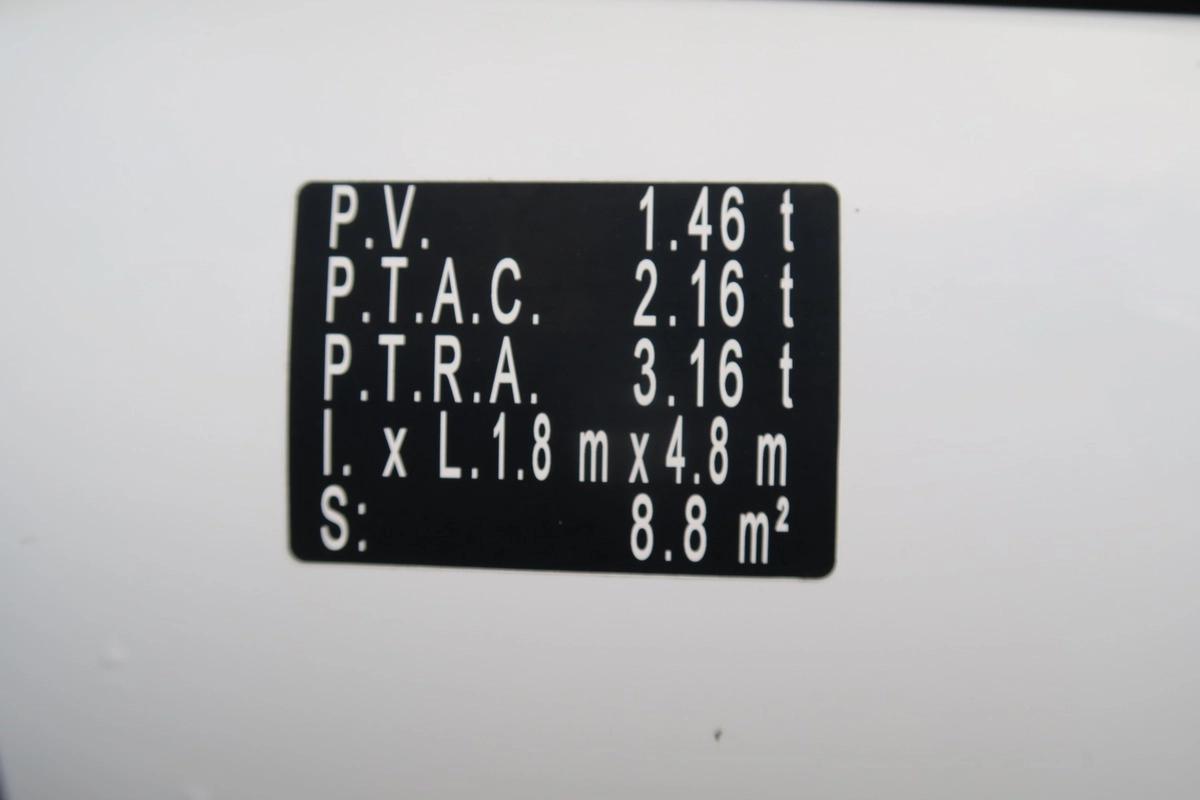 P.V. 1.46 t
P.T.A.C. 2.16 t
P.T.R.A. 3.16 t
l. x L.1.8 m x 4.8 m
S: 8.8 m²